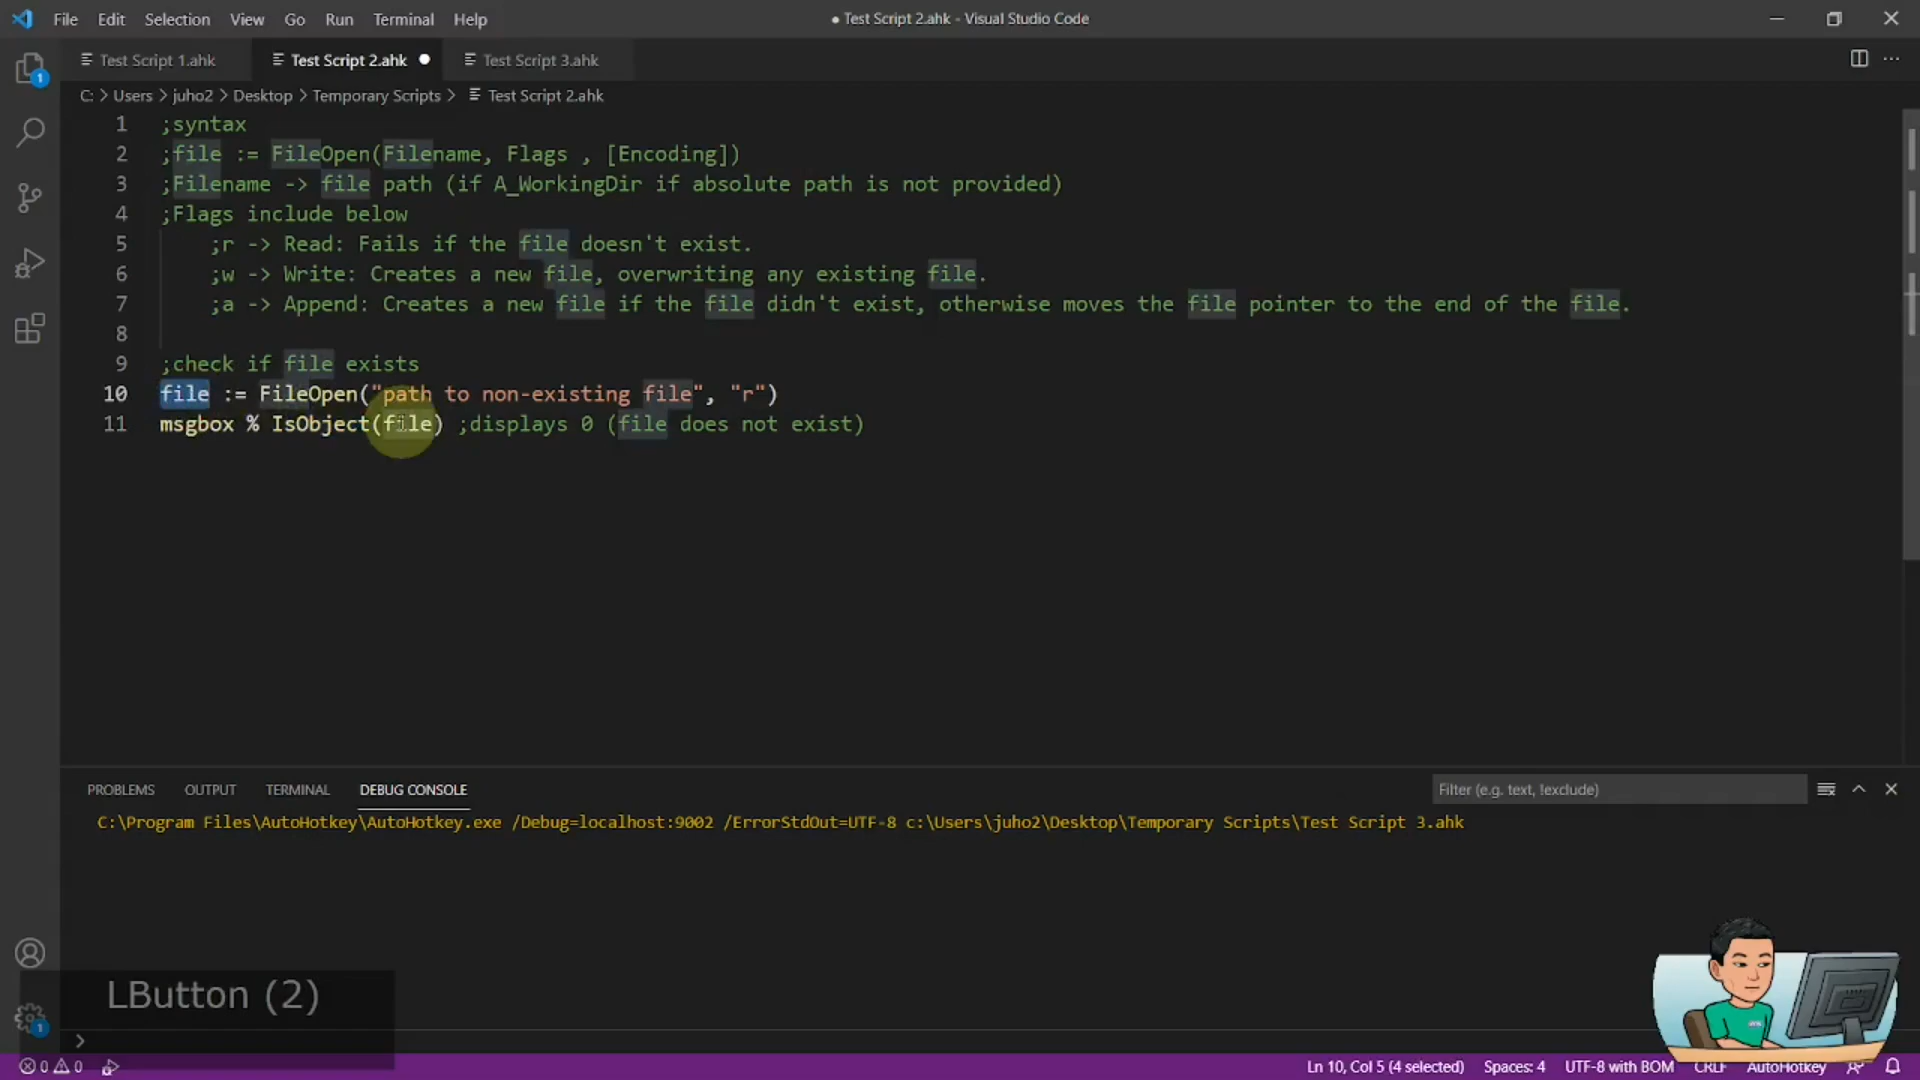 File Edit Selection View Go Run Terminal Help
● Test Script 2.ahk - Visual Studio Code
Test Script 1.ahk Test Script 2.ahk Test Script 3.ahk
C: > Users > juho2 > Desktop > Temporary Scripts > Test Script 2.ahk
1 ;syntax
2 ;file := FileOpen(Filename, Flags , [Encoding])
3 ;Filename -> file path (if A_WorkingDir if absolute path is not provided)
4 ;Flags include below
5 ;r -> Read: Fails if the file doesn't exist.
6 ;w -> Write: Creates a new file, overwriting any existing file.
7 ;a -> Append: Creates a new file if the file didn't exist, otherwise moves the file pointer to the end of the file.
8
9 ;check if file exists
10 file := FileOpen("path to non-existing file", "r")
11 msgbox % IsObject(file) ;displays 0 (file does not exist)
PROBLEMS OUTPUT TERMINAL DEBUG CONSOLE
Filter (e.g. text, !exclude)
C:\Program Files\AutoHotkey\AutoHotkey.exe /Debug=localhost:9002 /ErrorStdOut=UTF-8 c:\Users\juho2\Desktop\Temporary Scripts\Test Script 3.ahk
1
LButton (2)
1
>
0 0
Ln 10, Col 5 (4 selected) Spaces: 4 UTF-8 with BOM CRLF AutoHotkey